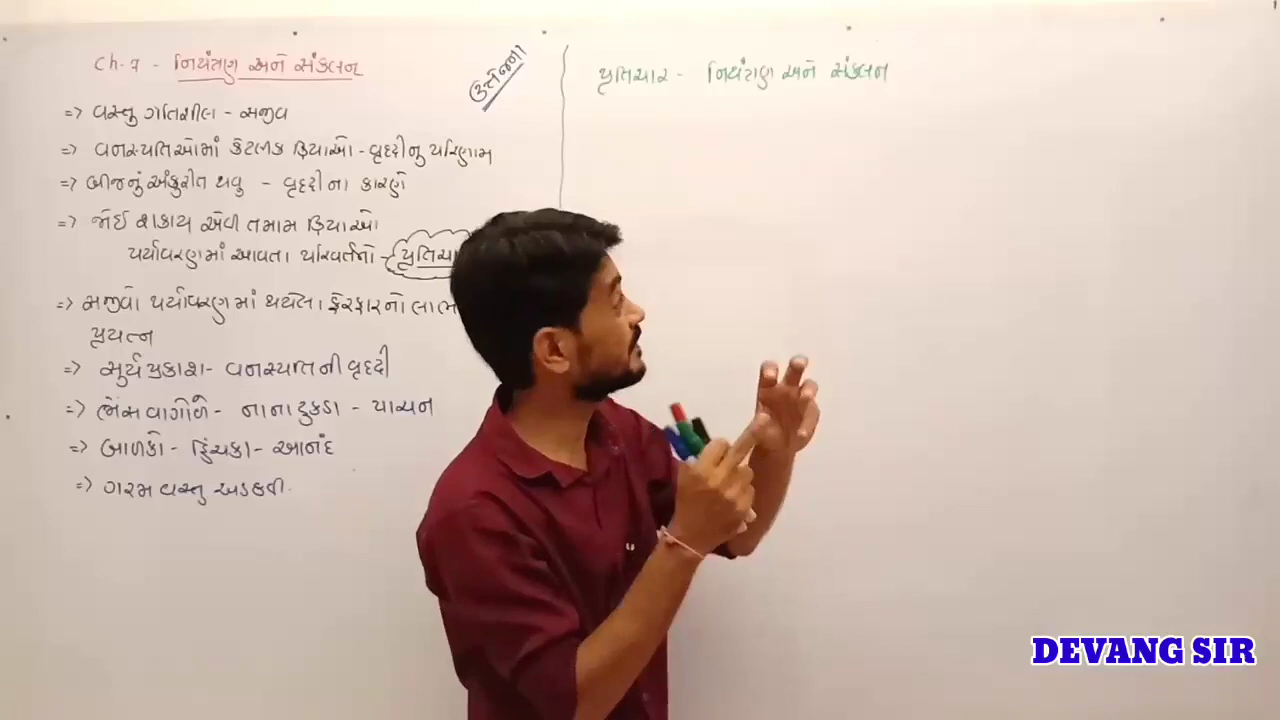 Ch-7 - નિયંત્રણ અને સંકલન
ઉત્તેજના
=> વસ્તુ ગતિશીલ - સજીવ
=> વનસ્પતિઓમાં કેટલીક ક્રિયાઓ - વૃદ્ધીનુ પરિણામ
=> બીજનું અંકુરીત થવુ - વૃદ્ધીના કારણે
=> જોઈ શકાય એવી તમામ ક્રિયાઓ
પર્યાવરણમાં આવતા પરિવર્તનો - પ્રતિચા
=> સજીવો પર્યાવરણમાં થયેલા ફેરફારનો લાભ
પ્રયત્ન
=> સુર્યપ્રકાશ - વનસ્પતિની વૃદ્ધી
=> ભેંસ વાગોળે - નાના ટુકડા - પાચન
=> બાળકો - હિંચકા - આનંદ
=> ગરમ વસ્તુ અડકવી.
પ્રતિચાર - નિયંત્રણ અને સંકલન
DEVANG SIR